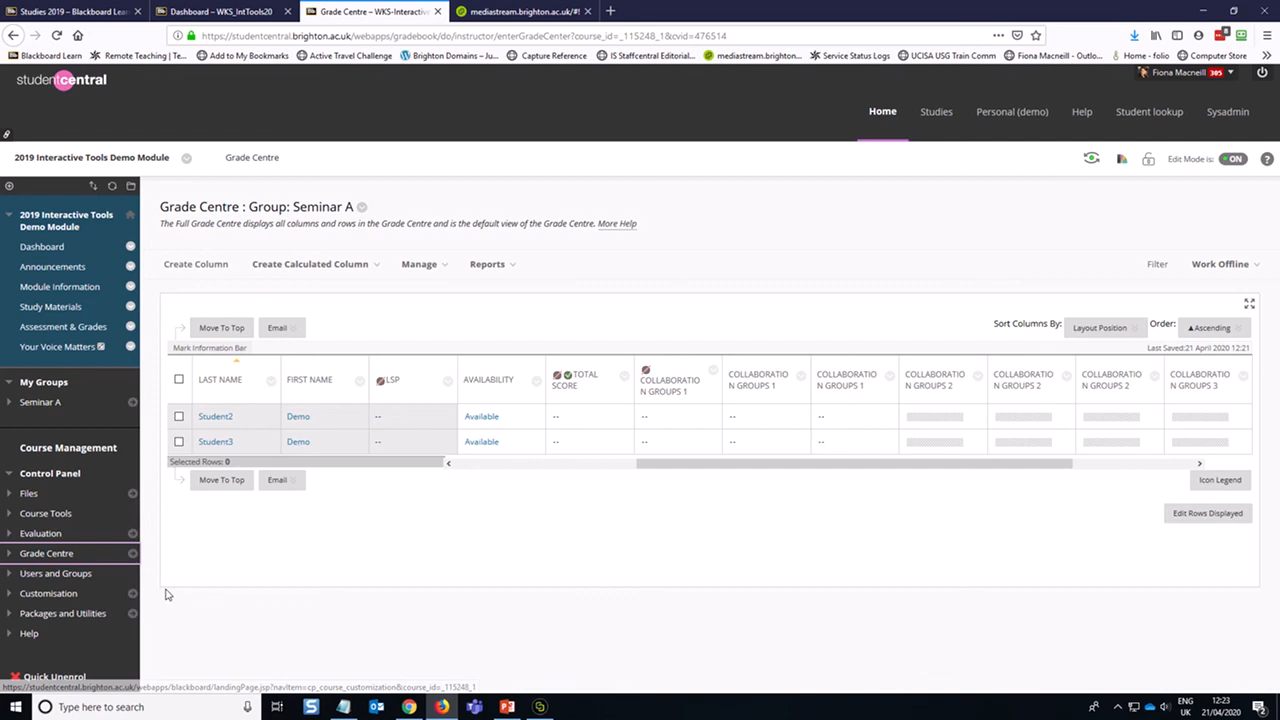 Studies 2019 – Blackboard Learn
Dashboard – WKS_IntTools20
Grade Centre – WKS-Interactive
mediastream.brighton.ac.uk/#!
https://studentcentral.brighton.ac.uk/webapps/gradebook/do/instructor/enterGradeCenter?course_id=_115248_1&cvid=476514
Blackboard Learn
Remote Teaching | Te...
Add to My Bookmarks
Active Travel Challenge
Brighton Domains – Ju...
Capture Reference
IS Staffcentral Editorial...
mediastream.brighton...
Service Status Logs
UCISA USG Train Comm
Fiona Macneill - Outlo...
Home - folio
Computer Store
studentcentral
Fiona Macneill 305
Home
Studies
Personal (demo)
Help
Student lookup
Sysadmin
2019 Interactive Tools Demo Module
Grade Centre
Edit Mode is: ON ?
2019 Interactive Tools
Demo Module
Dashboard
Announcements
Module Information
Study Materials
Assessment & Grades
Your Voice Matters
My Groups
Seminar A
Course Management
Control Panel
Files
Course Tools
Evaluation
Grade Centre
Users and Groups
Customisation
Packages and Utilities
Help
Quick Unenrol
Grade Centre : Group: Seminar A
The Full Grade Centre displays all columns and rows in the Grade Centre and is the default view of the Grade Centre. More Help
Create Column
Create Calculated Column
Manage
Reports
Filter
Work Offline
Move To Top
Email
Sort Columns By:
Layout Position
Order:
▲Ascending
Mark Information Bar
Last Saved:21 April 2020 12:21
LAST NAME
FIRST NAME
LSP
AVAILABILITY
TOTAL
SCORE
COLLABORATIO
N GROUPS 1
COLLABORATIO
N GROUPS 1
COLLABORATIO
N GROUPS 1
COLLABORATIO
N GROUPS 2
COLLABORATIO
N GROUPS 2
COLLABORATIO
N GROUPS 2
COLLABORATIO
N GROUPS 3
Student2 Demo -- Available -- -- -- --
Student3 Demo -- Available -- -- -- --
Selected Rows: 0
Move To Top
Email
Icon Legend
Edit Rows Displayed
https://studentcentral.brighton.ac.uk/webapps/blackboard/landingPage.jsp?navItem=cp_course_customization&course_id=_115248_1
Type here to search
ENG
UK
12:23
21/04/2020
2